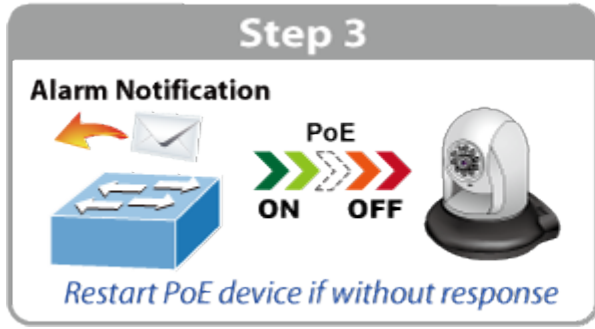 Step 3
Alarm Notification
PoE
ON OFF
Restart PoE device if without response